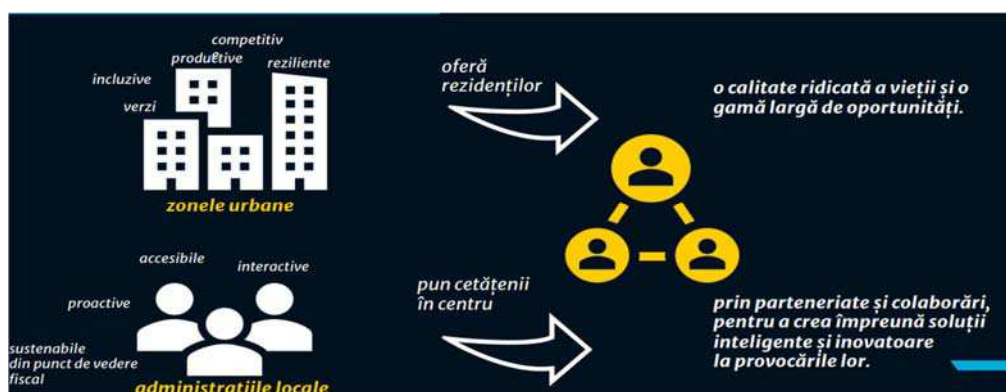 competitive
productive
reziliente
incluzive
verzi
zonele urbane
oferă
rezidenților
o calitate ridicată a vieții și o
gamă largă de oportunități.
accesibile
interactive
proactive
sustenabile
din punct de vedere
fiscal
administrațiile locale
pun cetățenii
în centru
prin parteneriate și colaborări,
pentru a crea împreună soluții
inteligente și inovatoare
la provocările lor.